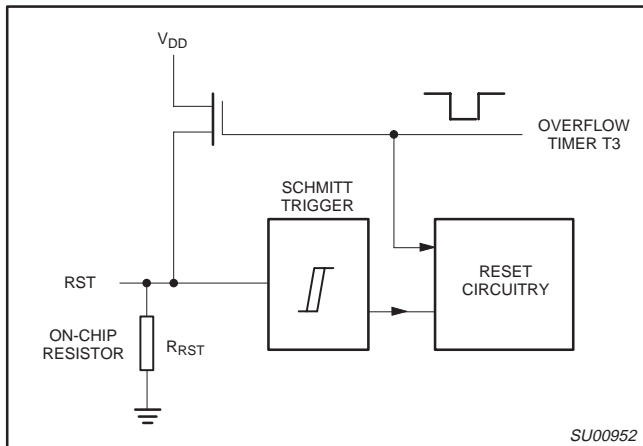 VDD
OVERFLOW
TIMER T3
SCHMITT
TRIGGER
RST
RESET
CIRCUITRY
ON-CHIP
RESISTOR
RRST
SU00952